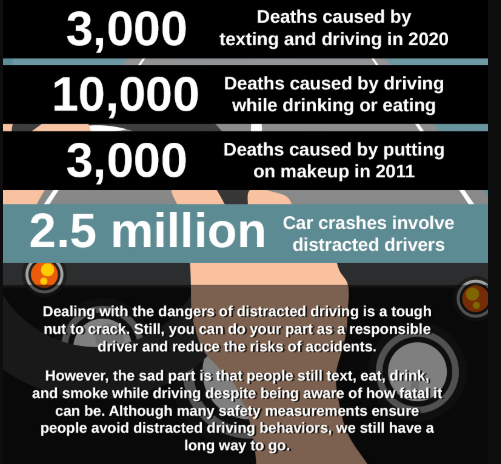 3,000
Deaths caused by
texting and driving in 2020
10,000
Deaths caused by driving
while drinking or eating
3,000
Deaths caused by putting
on makeup in 2011
2.5 million
Car crashes involve
distracted drivers
Dealing with the dangers of distracted driving is a tough
nut to crack. Still, you can do your part as a responsible
driver and reduce the risks of accidents.
However, the sad part is that people still text, eat, drink,
and smoke while driving despite being aware of how fatal it
can be. Although many safety measurements ensure
people avoid distracted driving behaviors, we still have a
long way to go.